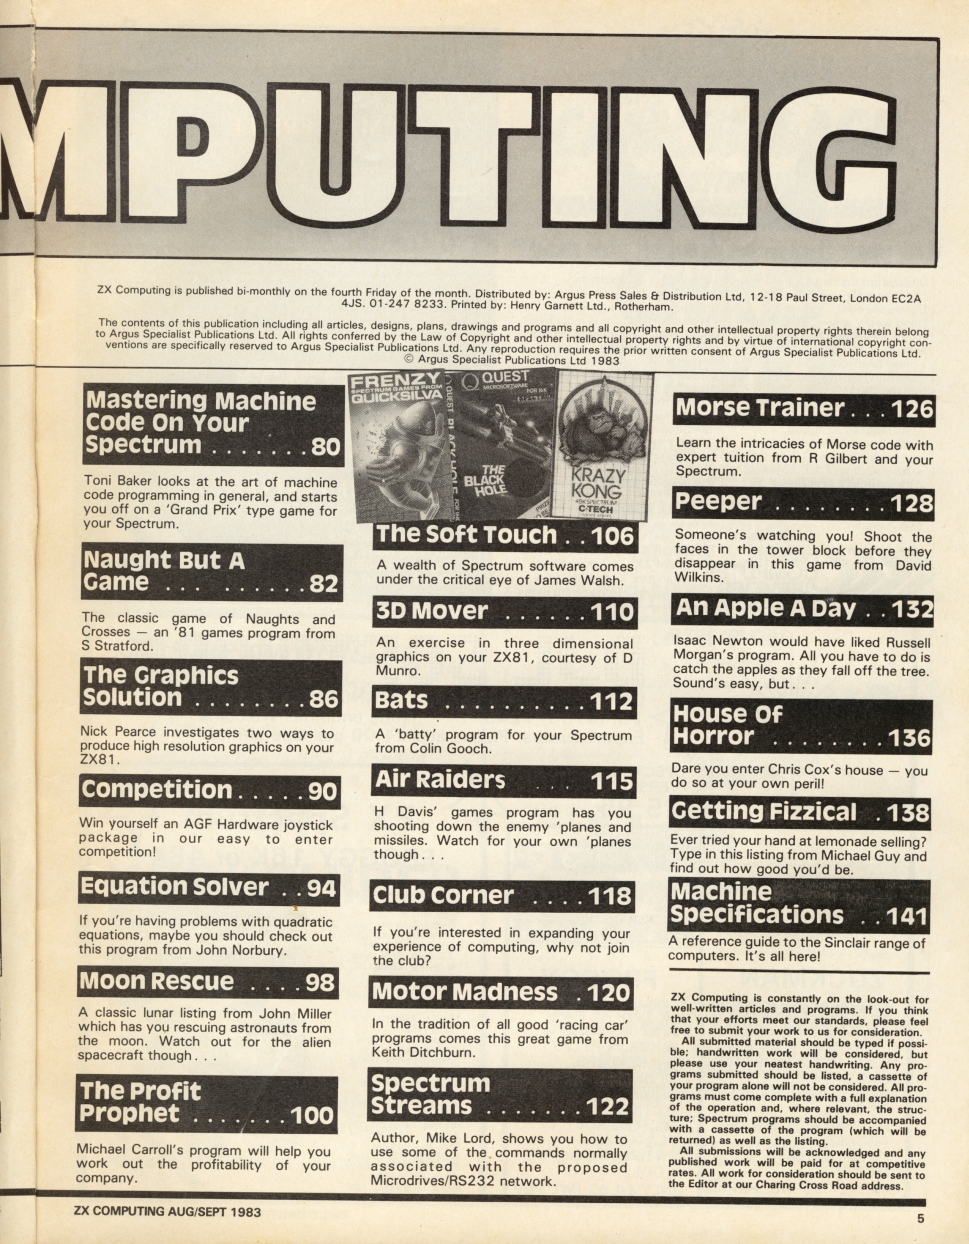 MPUTING
ZX Computing is published bi-monthly on the fourth Friday of the month. Distributed by: Argus Press Sales & Distribution Ltd, 12-18 Paul Street, London EC2A
4JS. 01-247 8233. Printed by: Henry Garnett Ltd., Rotherham.
The contents of this publication including all articles, designs, plans, drawings and programs and all copyright and other intellectual property rights therein belong
to Argus Specialist Publications Ltd. All rights conferred by the Law of Copyright and other intellectual property rights and by virtue of international copyright con-
ventions are specifically reserved to Argus Specialist Publications Ltd. Any reproduction requires the prior written consent of Argus Specialist Publications Ltd.
© Argus Specialist Publications Ltd 1983
Mastering Machine
Code On Your
Spectrum . . . . . . . 80
Toni Baker looks at the art of machine
code programming in general, and starts
you off on a 'Grand Prix' type game for
your Spectrum.
Naught But A
Game . . . . . . . . . 82
The classic game of Naughts and
Crosses — an '81 games program from
S Stratford.
The Graphics
Solution . . . . . . . . . 86
Nick Pearce investigates two ways to
produce high resolution graphics on your
ZX81.
Competition . . . . . 90
Win yourself an AGF Hardware joystick
package in our easy to enter
competition!
Equation Solver . . 94
If you're having problems with quadratic
equations, maybe you should check out
this program from John Norbury.
Moon Rescue . . . . 98
A classic lunar listing from John Miller
which has you rescuing astronauts from
the moon. Watch out for the alien
spacecraft though . . .
The Profit
Prophet . . . . . . . . 100
Michael Carroll's program will help you
work out the profitability of your
company.
FRENZY
SPECTRUM GAMES FROM
QUICKSILVA
QUEST
MICROSOFTWARE
FOR 16K
QUEST BLACK HOLE
THE
BLACK
HOLE
KRAZY
KONG
48K SPECTRUM
C-TECH
The Soft Touch . . 106
A wealth of Spectrum software comes
under the critical eye of James Walsh.
3D Mover . . . . . . 110
An exercise in three dimensional
graphics on your ZX81, courtesy of D
Munro.
Bats . . . . . . . . . . 112
A 'batty' program for your Spectrum
from Colin Gooch.
Air Raiders . . . 115
H Davis' games program has you
shooting down the enemy 'planes and
missiles. Watch for your own 'planes
though . . .
Club Corner . . . . 118
If you're interested in expanding your
experience of computing, why not join
the club?
Motor Madness . 120
In the tradition of all good 'racing car'
programs comes this great game from
Keith Ditchburn.
Spectrum
Streams . . . . . . . 122
Author, Mike Lord, shows you how to
use some of the commands normally
associated with the proposed
Microdrives/RS232 network.
Morse Trainer . . . 126
Learn the intricacies of Morse code with
expert tuition from R Gilbert and your
Spectrum.
Peeper . . . . . . . . 128
Someone's watching you! Shoot the
faces in the tower block before they
disappear in this game from David
Wilkins.
An Apple A Day . . 132
Isaac Newton would have liked Russell
Morgan's program. All you have to do is
catch the apples as they fall off the tree.
Sound's easy, but . . .
House Of
Horror . . . . . . . . 136
Dare you enter Chris Cox's house — you
do so at your own peril!
Getting Fizzical . 138
Ever tried your hand at lemonade selling?
Type in this listing from Michael Guy and
find out how good you'd be.
Machine
Specifications . . 141
A reference guide to the Sinclair range of
computers. It's all here!
ZX Computing is constantly on the look-out for
well-written articles and programs. If you think
that your efforts meet our standards, please feel
free to submit your work to us for consideration.
All submitted material should be typed if possi-
ble; handwritten work will be considered, but
please use your neatest handwriting. Any pro-
grams submitted should be listed, a cassette of
your program alone will not be considered. All pro-
grams must come complete with a full explanation
of the operation and, where relevant, the struc-
ture; Spectrum programs should be accompanied
with a cassette of the program (which will be
returned) as well as the listing.
All submissions will be acknowledged and any
published work will be paid for at competitive
rates. All work for consideration should be sent to
the Editor at our Charing Cross Road address.
ZX COMPUTING AUG/SEPT 1983
5